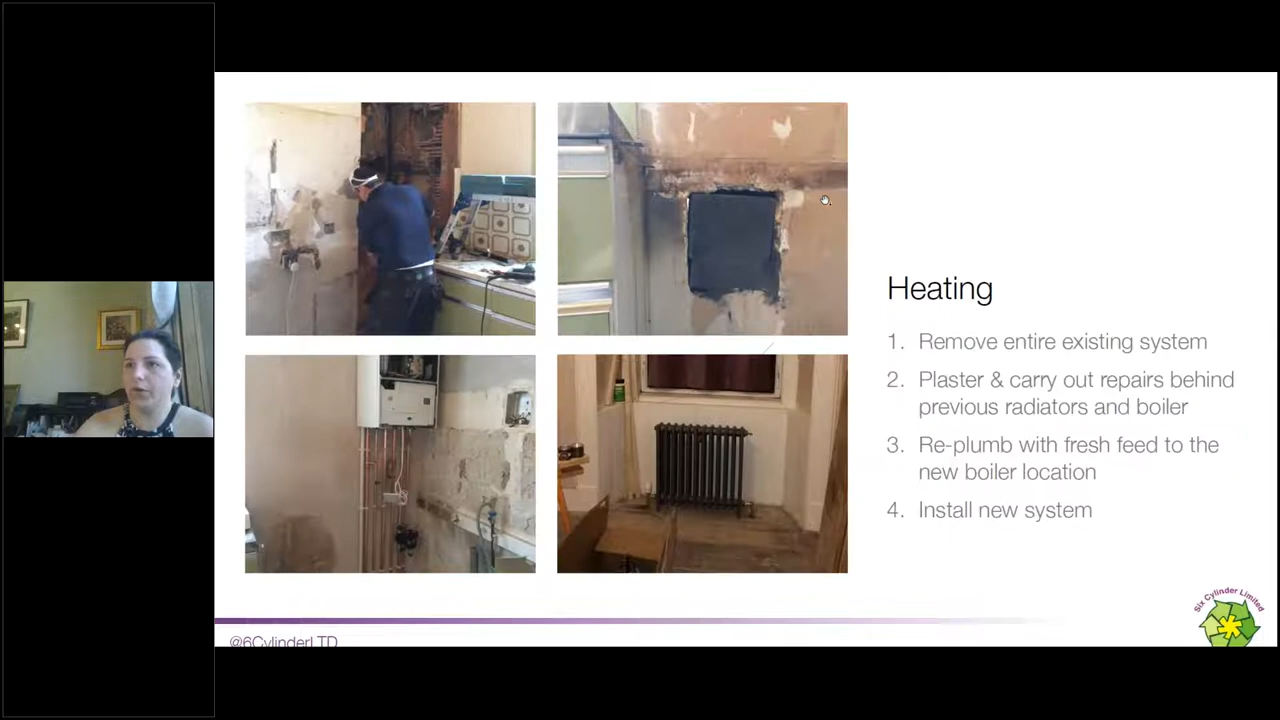 Heating
1. Remove entire existing system
2. Plaster & carry out repairs behind
previous radiators and boiler
3. Re-plumb with fresh feed to the
new boiler location
4. Install new system
@6CylinderLTD
Six Cylinder Limited